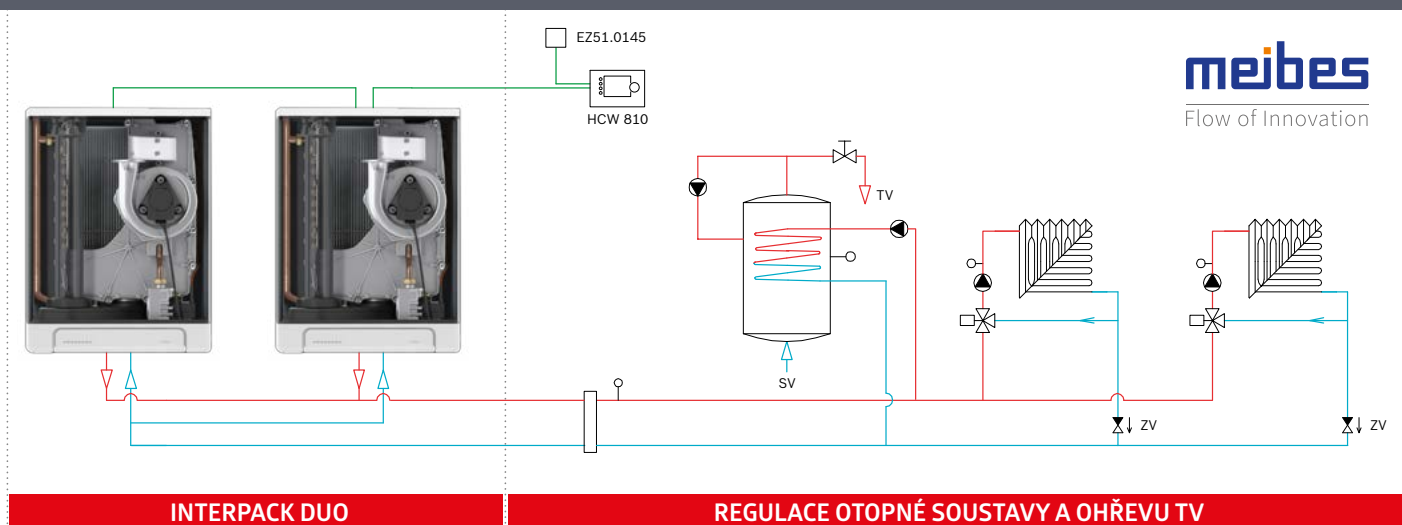 EZ51.0145
HCW 810
meibes
Flow of Innovation
TV
SV
ZV
ZV
INTERPACK DUO
REGULACE OTOPNÉ SOUSTAVY A OHŘEVU TV